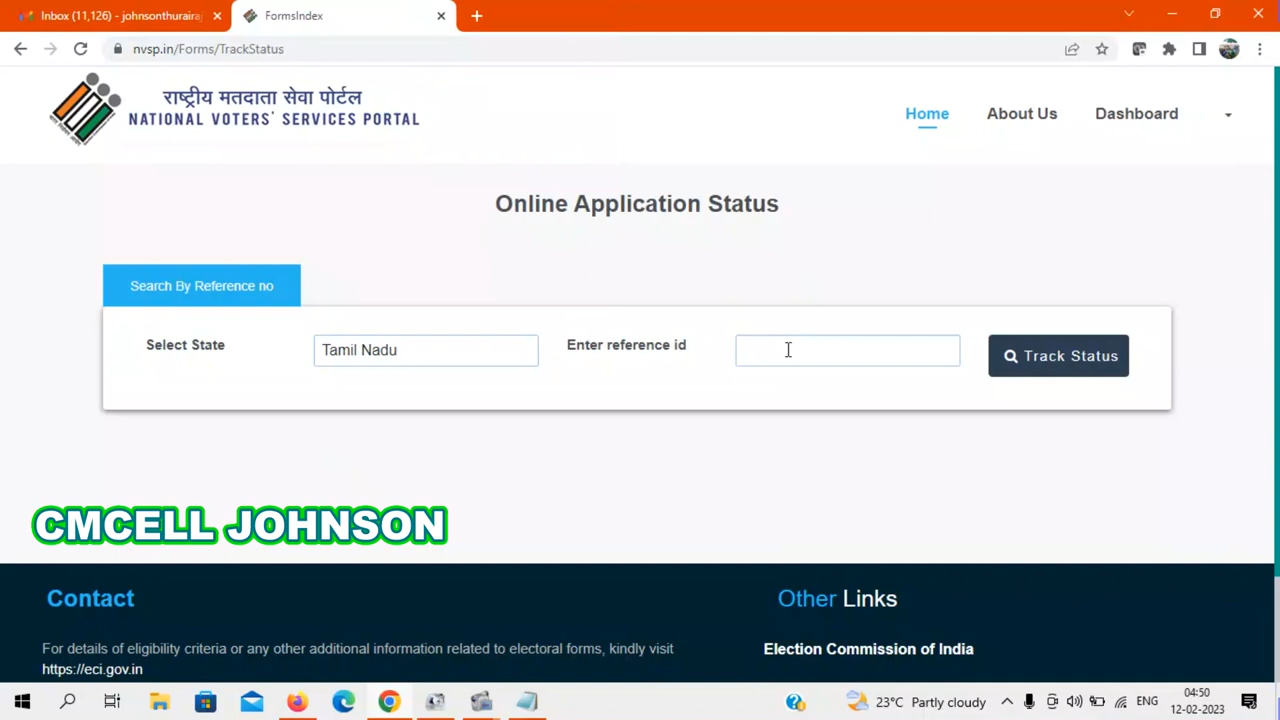 Inbox (11,126) - johnsonthuraira
FormsIndex
nvsp.in/Forms/TrackStatus
राष्ट्रीय मतदाता सेवा पोर्टल
NATIONAL VOTERS' SERVICES PORTAL
Home About Us Dashboard
Online Application Status
Search By Reference no
Select State Tamil Nadu Enter reference id Track Status
CMCELL JOHNSON
Contact
Other Links
For details of eligibility criteria or any other additional information related to electoral forms, kindly visit
https://eci.gov.in
Election Commission of India
23°C Partly cloudy ENG 04:50
12-02-2023